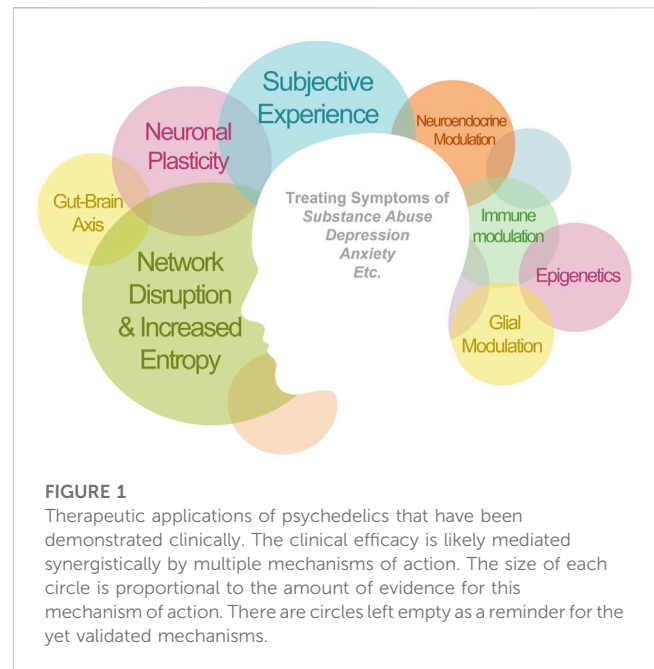 Subjective
Experience
Neuroendocrine
Modulation
Neuronal
Plasticity
Gut-Brain
Axis
Treating Symptoms of
Substance Abuse
Depression
Anxiety
Etc.
Immune
modulation
Network
Disruption
& Increased
Entropy
Epigenetics
Glial
Modulation
FIGURE 1
Therapeutic applications of psychedelics that have been
demonstrated clinically. The clinical efficacy is likely mediated
synergistically by multiple mechanisms of action. The size of each
circle is proportional to the amount of evidence for this
mechanism of action. There are circles left empty as a reminder for the
yet validated mechanisms.